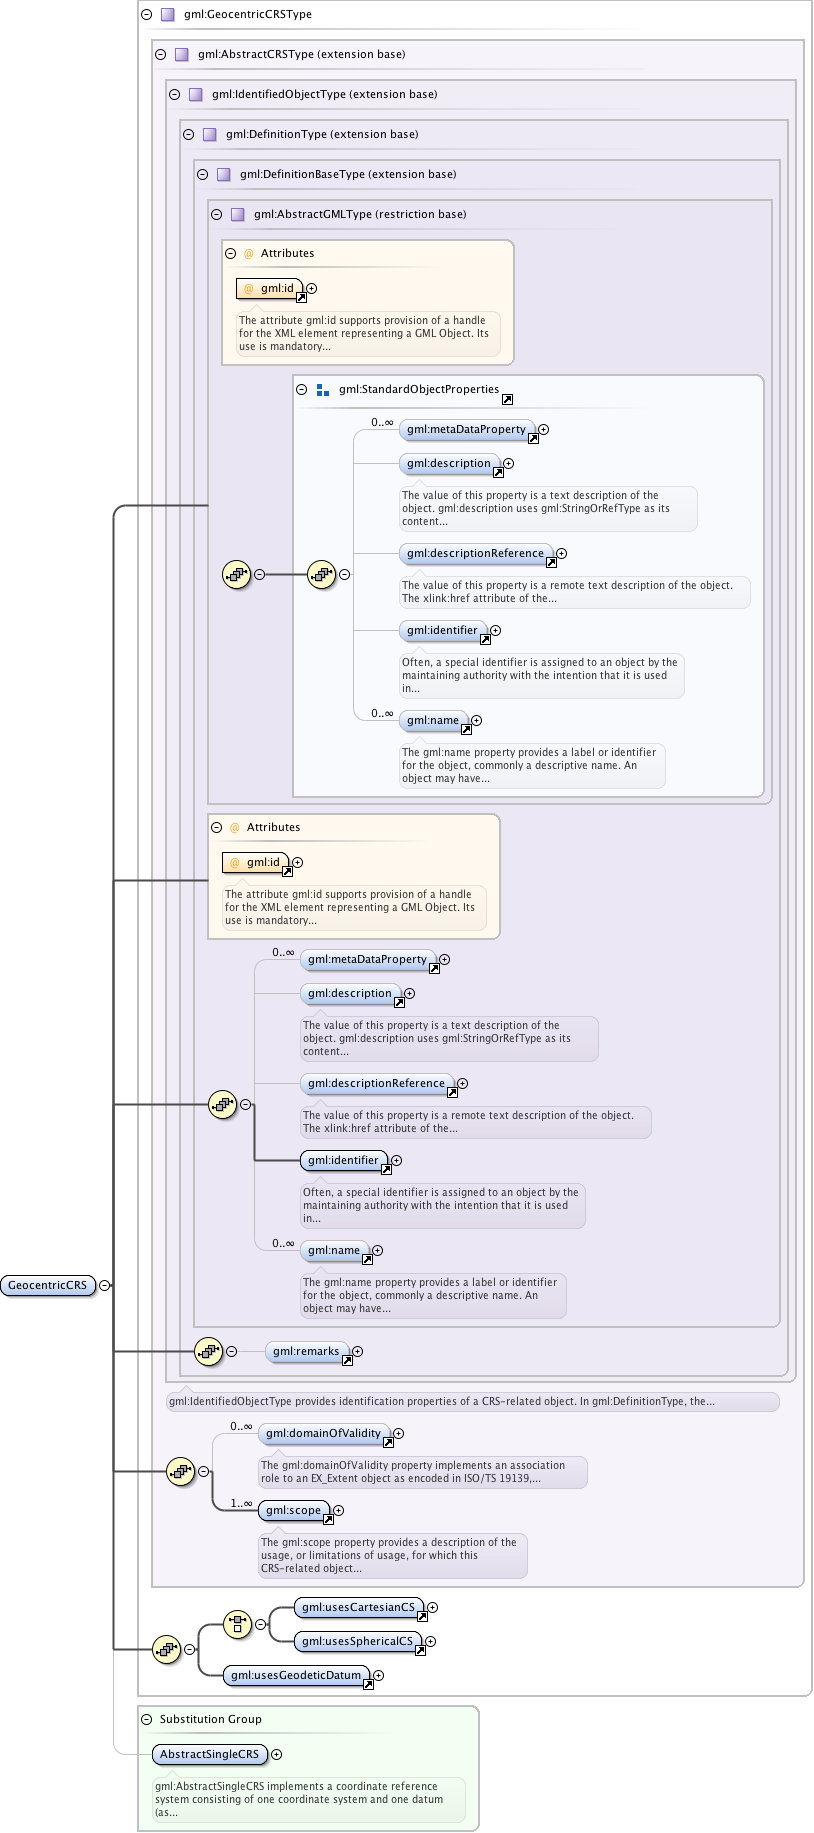 gml:GeocentricCRSType
gml:AbstractCRSType (extension base)
gml:IdentifiedObjectType (extension base)
gml:DefinitionType (extension base)
gml:DefinitionBaseType (extension base)
gml:AbstractGMLType (restriction base)
@ Attributes
@ gml:id
The attribute gml:id supports provision of a handle
for the XML element representing a GML Object. Its
use is mandatory...
gml:StandardObjectProperties
0..∞
gml:metaDataProperty
gml:description
The value of this property is a text description of the
object. gml:description uses gml:StringOrRefType as its
content...
gml:descriptionReference
The value of this property is a remote text description of the object.
The xlink:href attribute of the...
gml:identifier
Often, a special identifier is assigned to an object by the
maintaining authority with the intention that it is used
in...
0..∞
gml:name
The gml:name property provides a label or identifier
for the object, commonly a descriptive name. An
object may have...
@ Attributes
@ gml:id
The attribute gml:id supports provision of a handle
for the XML element representing a GML Object. Its
use is mandatory...
0..∞
gml:metaDataProperty
gml:description
The value of this property is a text description of the
object. gml:description uses gml:StringOrRefType as its
content...
gml:descriptionReference
The value of this property is a remote text description of the object.
The xlink:href attribute of the...
gml:identifier
Often, a special identifier is assigned to an object by the
maintaining authority with the intention that it is used
in...
0..∞
gml:name
The gml:name property provides a label or identifier
for the object, commonly a descriptive name. An
object may have...
GeocentricCRS
gml:remarks
gml:IdentifiedObjectType provides identification properties of a CRS-related object. In gml:DefinitionType, the...
0..∞
gml:domainOfValidity
The gml:domainOfValidity property implements an association
role to an EX_Extent object as encoded in ISO/TS 19139,...
1..∞
gml:scope
The gml:scope property provides a description of the
usage, or limitations of usage, for which this
CRS-related object...
gml:usesCartesianCS
gml:usesSphericalCS
gml:usesGeodeticDatum
Substitution Group
AbstractSingleCRS
gml:AbstractSingleCRS implements a coordinate reference
system consisting of one coordinate system and one datum
(as...